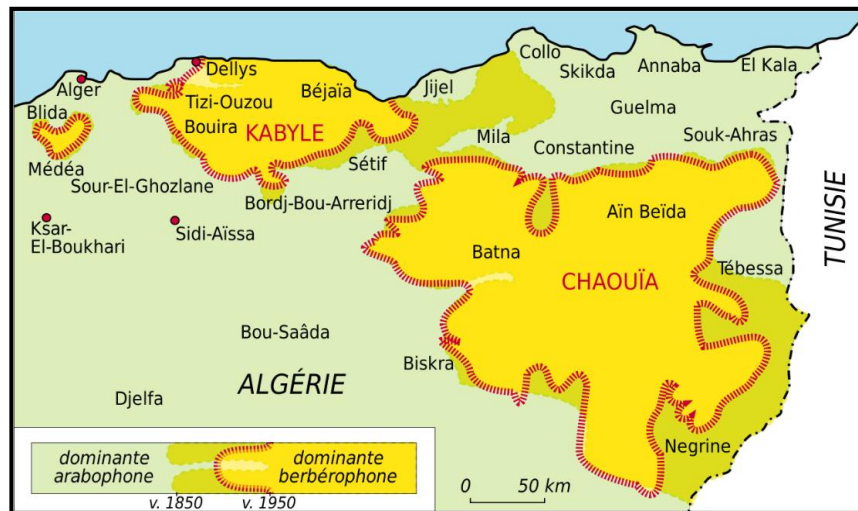 Collo
Skikda
Annaba
El Kala
Dellys
Alger
Jijel
Béjaïa
Tizi-Ouzou
Blida
Guelma
Bouira
KABYLE
Mila
Souk-Ahras
Constantine
Médéa
Sétif
Sour-El-Ghozlane
Bordj-Bou-Arreridj
Aïn Beïda
TUNISIE
Ksar-
El-Boukhari
Sidi-Aïssa
Batna
Tébessa
CHAOUÏA
Bou-Saâda
Biskra
ALGÉRIE
Djelfa
Negrine
dominante
arabophone
dominante
berbérophone
v. 1850
v. 1950
0 50 km